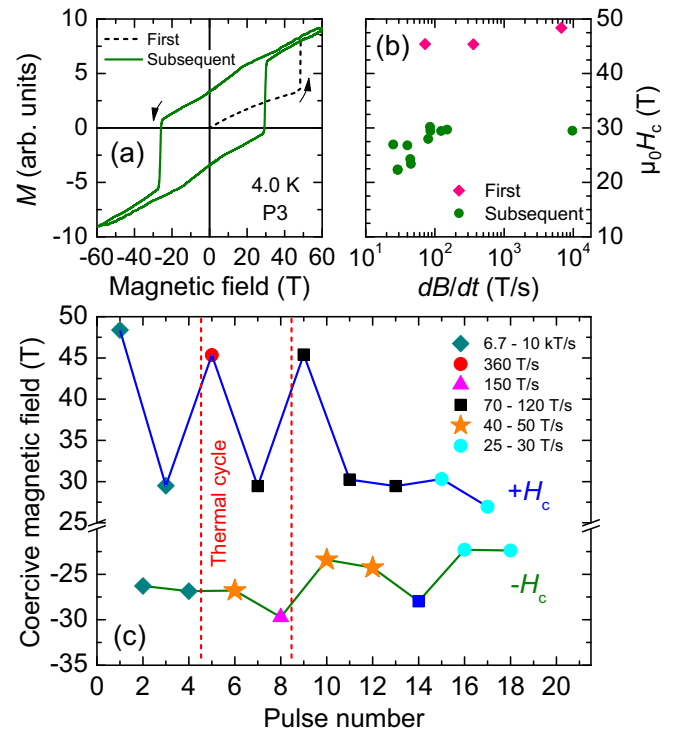 10
5
0
-5
10
M (arb. units)
First
Subsequent
(a)
4.0 K
P3
-60 -40 -20 0 20 40 60
Magnetic field (T)
(b)
First
Subsequent
50
40
30
20
10
μ₀H_c (T)
10¹ 10² 10³ 10⁴
dB/dt (T/s)
50
45
40
35
30
25
-25
-30
-35
Coercive magnetic field (T)
6.7 - 10 kT/s
360 T/s
150 T/s
70 - 120 T/s
40 - 50 T/s
25 - 30 T/s
Thermal cycle
+H_c
-H_c
(c)
0 2 4 6 8 10 12 14 16 18 20
Pulse number